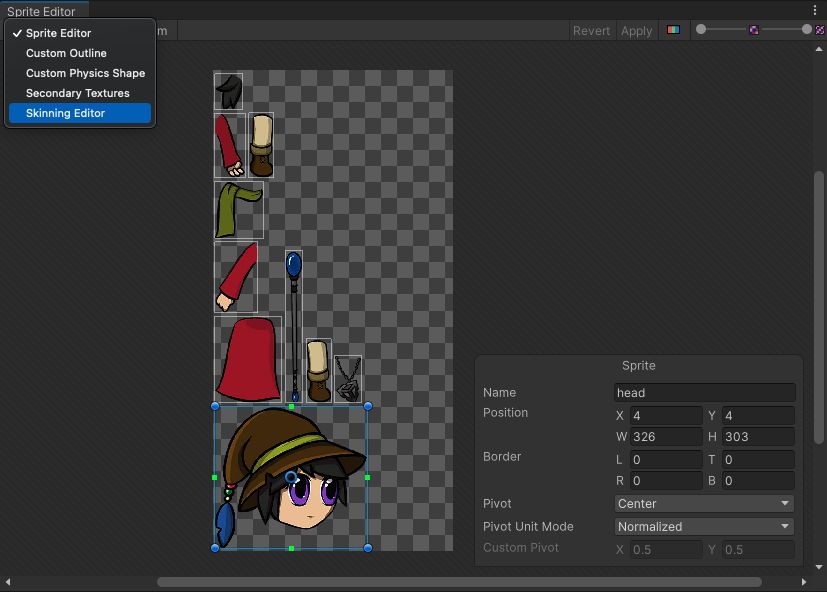 Sprite Editor
Sprite Editor
m
Revert
Apply
Custom Outline
Custom Physics Shape
Secondary Textures
Skinning Editor
Sprite
Name head
Position X 4 Y 4
W 326 H 303
Border L 0 T 0
R 0 B 0
Pivot Center
Pivot Unit Mode Normalized
Custom Pivot X 0.5 Y 0.5